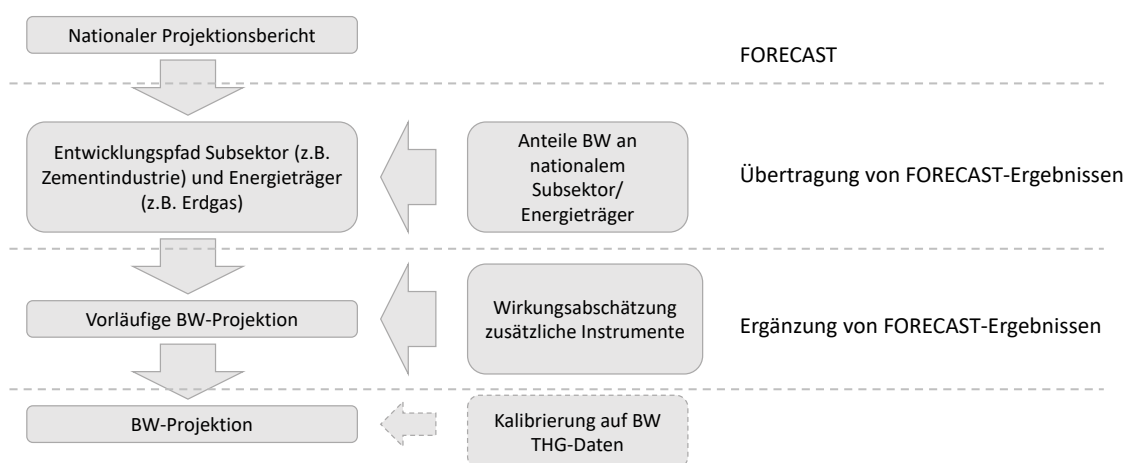 Nationaler Projektionsbericht
FORECAST
Entwicklungspfad Subsektor (z.B.
Zementindustrie) und Energieträger
(z.B. Erdgas)
Anteile BW an
nationalem
Subsektor/
Energieträger
Übertragung von FORECAST-Ergebnissen
Vorläufige BW-Projektion
Wirkungsabschätzung
zusätzliche Instrumente
Ergänzung von FORECAST-Ergebnissen
BW-Projektion
Kalibrierung auf BW
THG-Daten